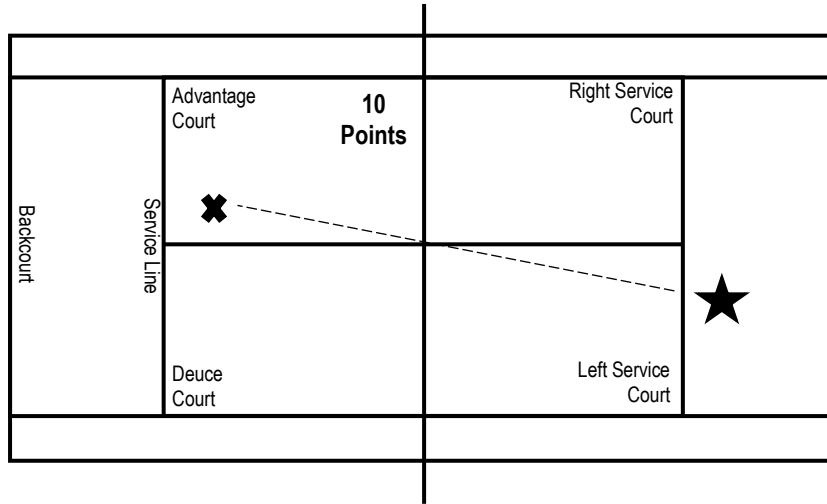 Advantage
Court
10
Points
Right Service
Court
Backcourt
Service Line
Deuce
Court
Left Service
Court